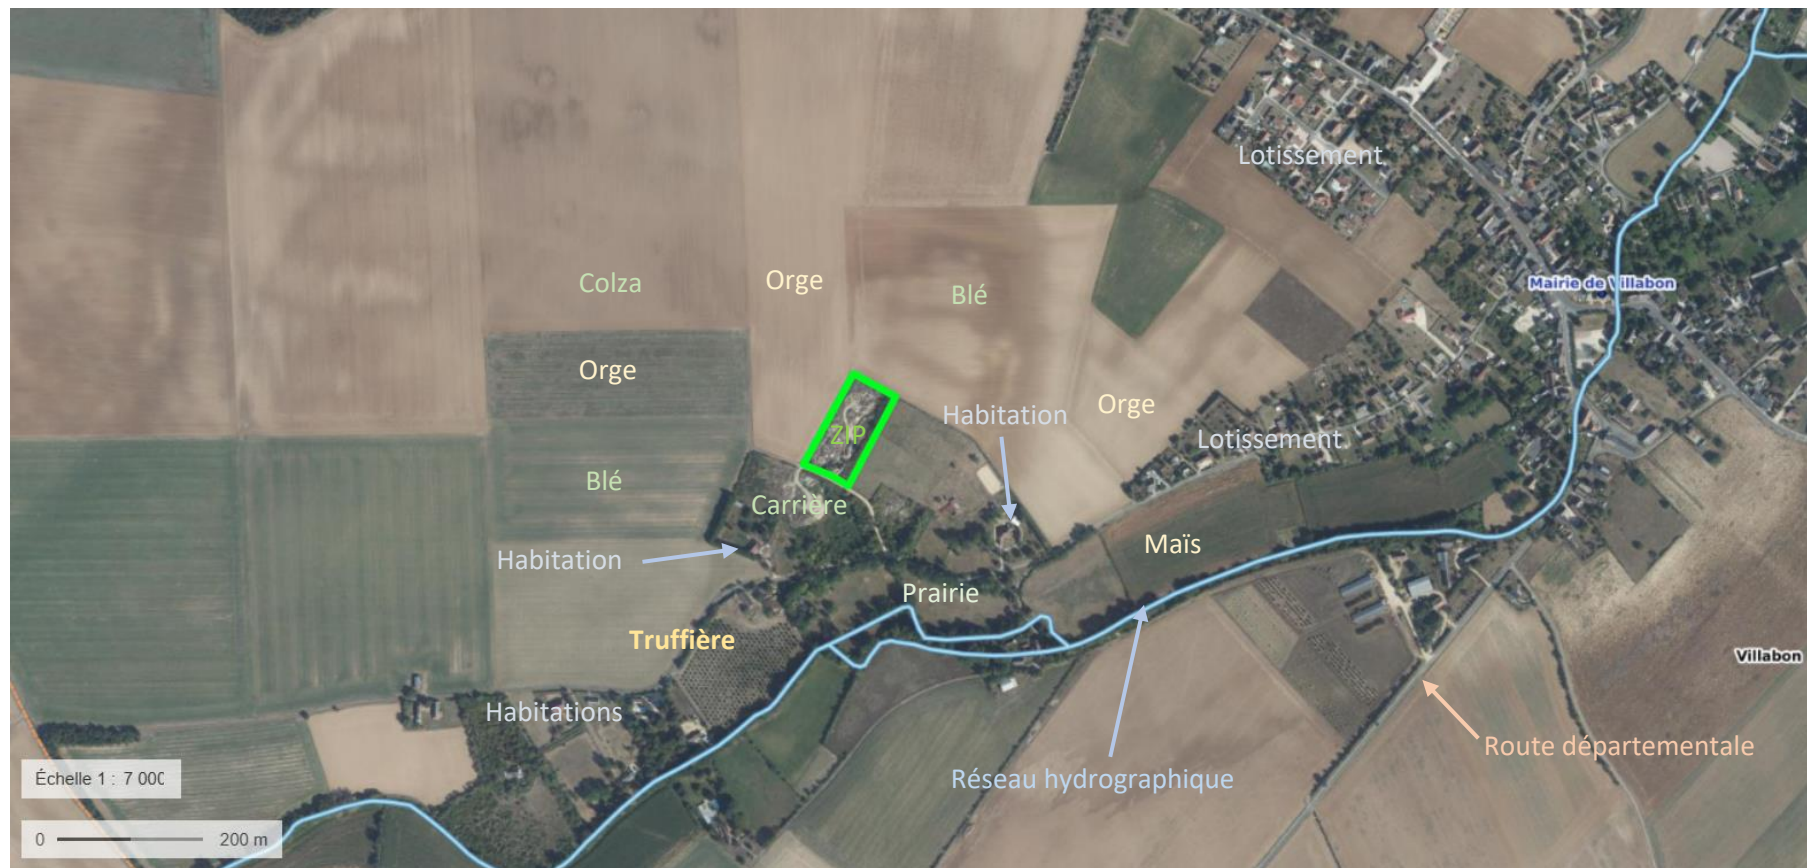 Lotissement
Colza
Orge
Blé
Mairie de Villabon
Orge
Habitation
Orge
ZIP
Lotissement
Blé
Carrière
Habitation
Maïs
Prairie
Truffière
Villabon
Habitations
Route départementale
Réseau hydrographique
Échelle 1 : 7 000
0 200 m